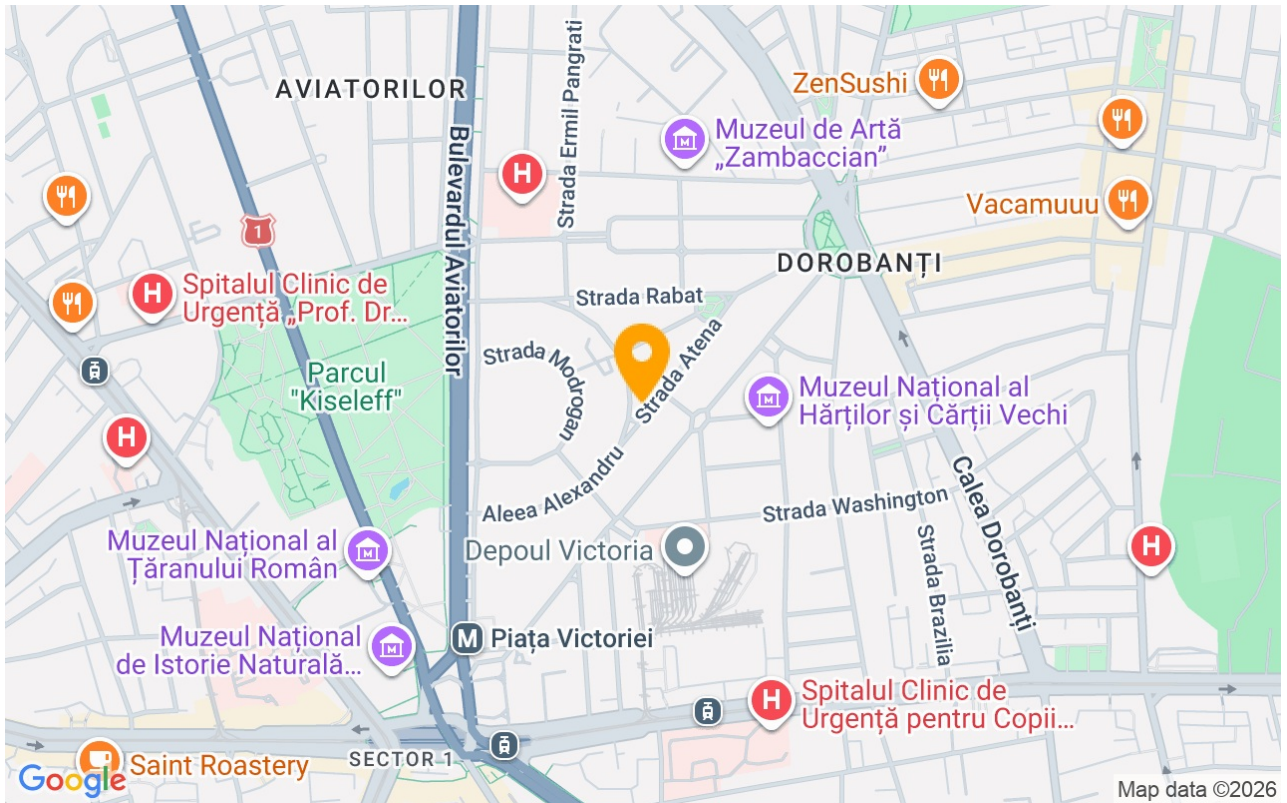 AVIATORILOR
Bulevardul Aviatorilor
Strada Ermil Pangrati
ZenSushi
Muzeul de Artă
„Zambaccian”
Vacamuuu
H
1
DOROBANȚI
H
Spitalul Clinic de
Urgență „Prof. Dr...
Strada Rabat
Strada Modrogan
Strada Atena
Parcul
"Kiseleff"
Muzeul Național al
Hărților și Cărții Vechi
H
Aleea Alexandru
Strada Washington
Calea Dorobanți
Strada Brazilia
Muzeul Național al
Țăranului Român
Depoul Victoria
H
Muzeul Național
de Istorie Naturală...
M
Piața Victoriei
H
Spitalul Clinic de
Urgență pentru Copii...
SECTOR 1
Saint Roastery
Google
Map data ©2026